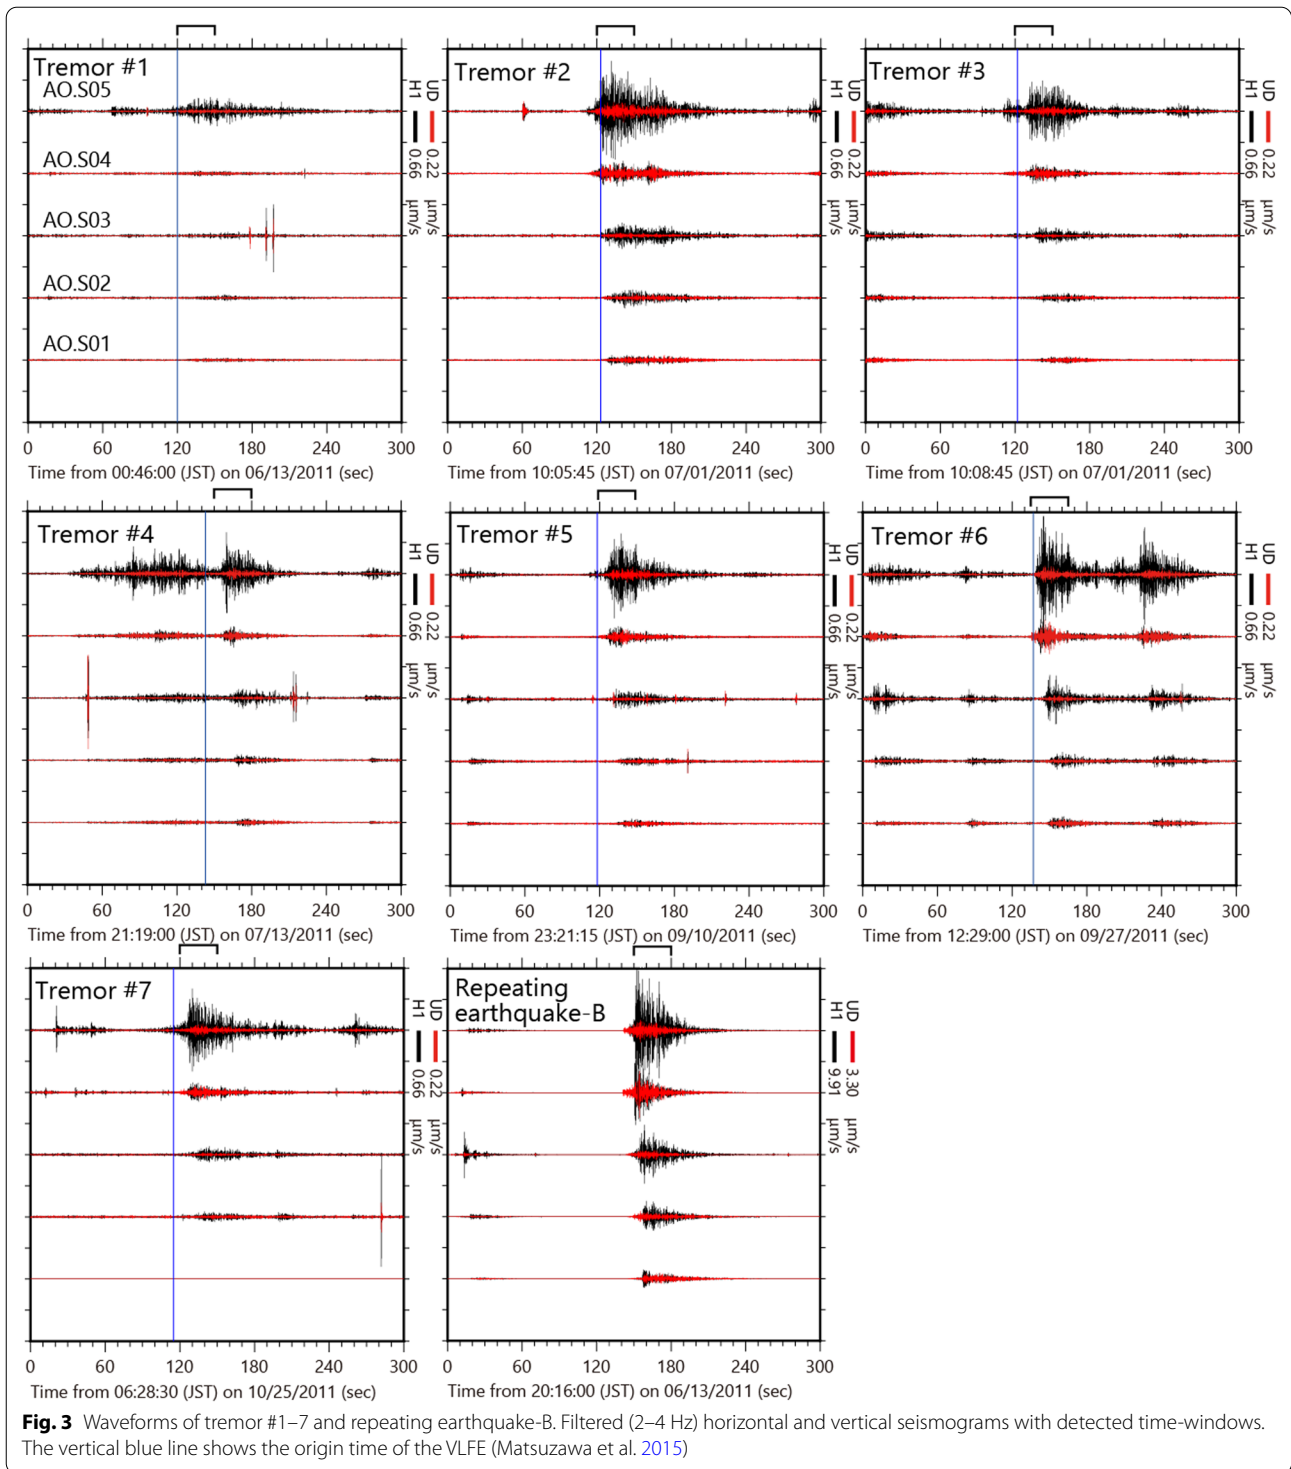 Tremor #1
AO.S05
AO.S04
AO.S03
AO.S02
AO.S01
UD 0.22 μm/s
H1 0.66 μm/s
0 60 120 180 240 300
Time from 00:46:00 (JST) on 06/13/2011 (sec)
Tremor #2
UD 0.22 μm/s
H1 0.66 μm/s
0 60 120 180 240 300
Time from 10:05:45 (JST) on 07/01/2011 (sec)
Tremor #3
UD 0.22 μm/s
H1 0.66 μm/s
0 60 120 180 240 300
Time from 10:08:45 (JST) on 07/01/2011 (sec)
Tremor #4
UD 0.22 μm/s
H1 0.66 μm/s
0 60 120 180 240 300
Time from 21:19:00 (JST) on 07/13/2011 (sec)
Tremor #5
UD 0.22 μm/s
H1 0.66 μm/s
0 60 120 180 240 300
Time from 23:21:15 (JST) on 09/10/2011 (sec)
Tremor #6
UD 0.22 μm/s
H1 0.66 μm/s
0 60 120 180 240 300
Time from 12:29:00 (JST) on 09/27/2011 (sec)
Tremor #7
UD 0.22 μm/s
H1 0.66 μm/s
0 60 120 180 240 300
Time from 06:28:30 (JST) on 10/25/2011 (sec)
Repeating
earthquake-B
UD 3.30 μm/s
H1 9.91 μm/s
0 60 120 180 240 300
Time from 20:16:00 (JST) on 06/13/2011 (sec)
Fig. 3 Waveforms of tremor #1–7 and repeating earthquake-B. Filtered (2–4 Hz) horizontal and vertical seismograms with detected time-windows.
The vertical blue line shows the origin time of the VLFE (Matsuzawa et al. 2015)